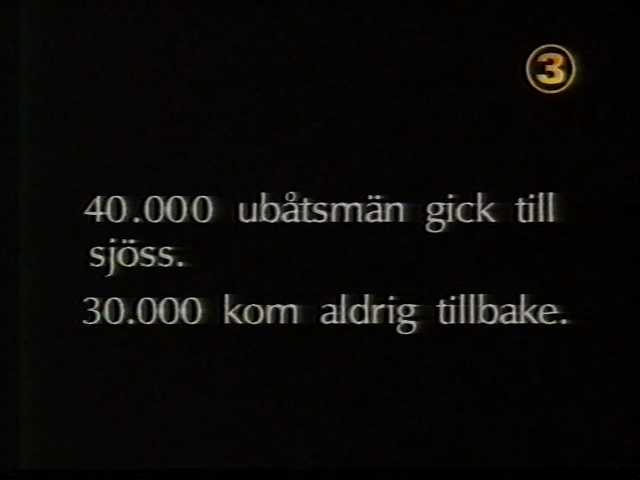 3
40.000 ubåtsmän gick till
sjöss.
30.000 kom aldrig tillbake.